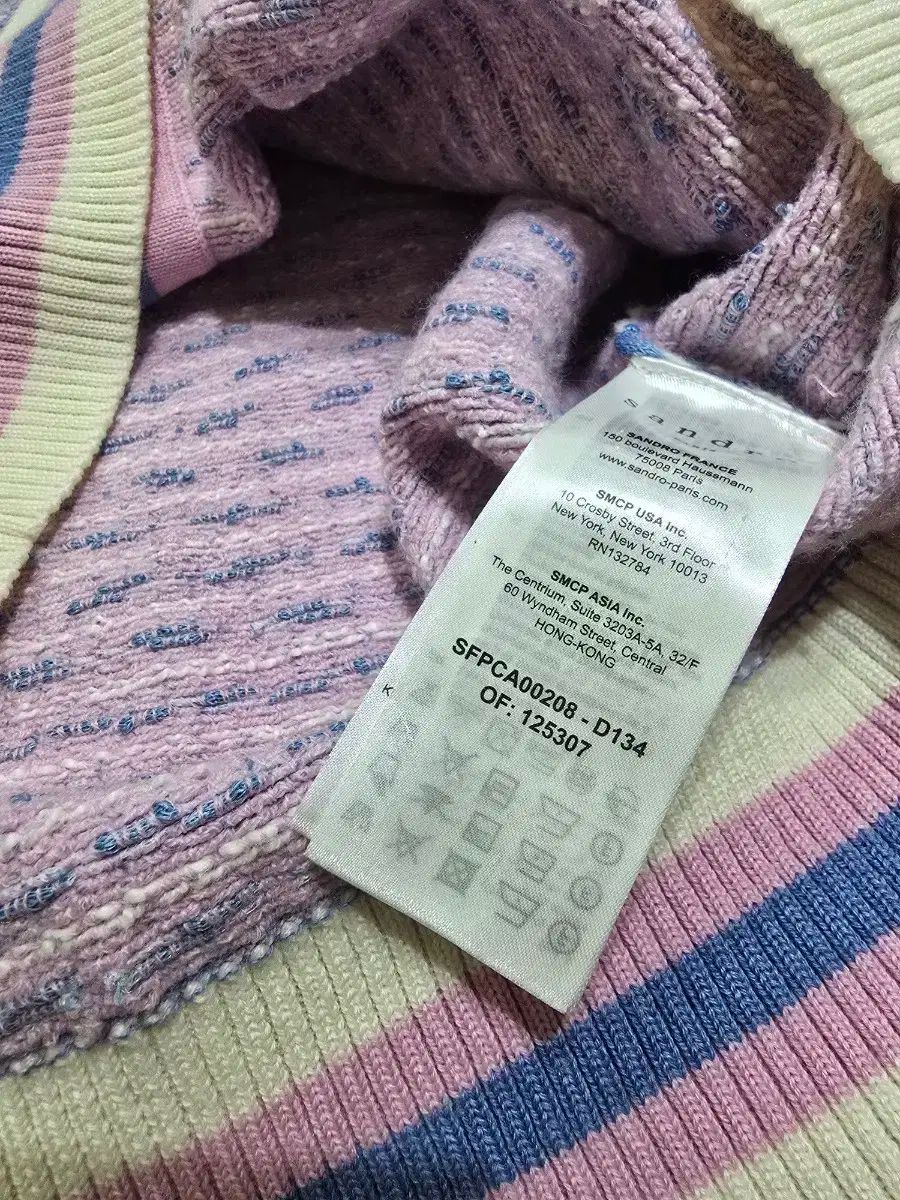 sandro
SANDRO FRANCE
150 boulevard Haussmann
75008 Paris
www.sandro-paris.com
SMCP USA Inc.
10 Crosby Street, 3rd Floor
New York, New York 10013
RN132784
SMCP ASIA Inc.
The Centrium, Suite 3203A-5A, 32/F
60 Wyndham Street, Central
HONG-KONG
SFPCA00208 - D134
OF: 125307
K